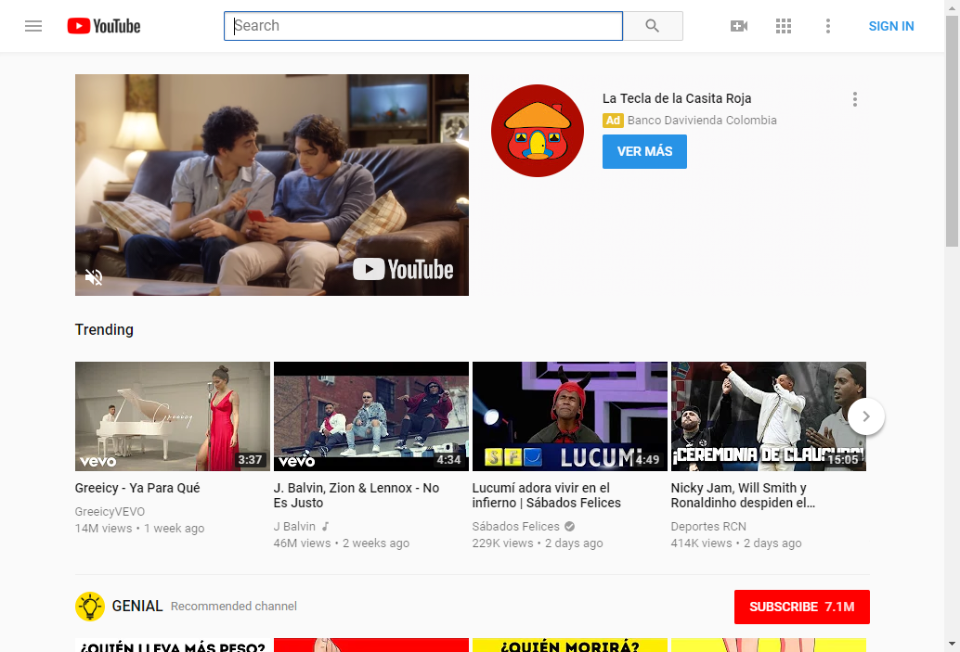 YouTube
Search
SIGN IN
YouTube
La Tecla de la Casita Roja
Ad Banco Davivienda Colombia
VER MÁS
Trending
Greeicy
vevo
3:37
vevo
4:34
SFD LUCUMÍ
4:49
¡CEREMONIA DE CLAUSURA!
15:05
Greeicy - Ya Para Qué
GreeicyVEVO
14M views • 1 week ago
J. Balvin, Zion & Lennox - No
Es Justo
J Balvin
46M views • 2 weeks ago
Lucumí adora vivir en el
infierno | Sábados Felices
Sábados Felices
229K views • 2 days ago
Nicky Jam, Will Smith y
Ronaldinho despiden el...
Deportes RCN
414K views • 2 days ago
GENIAL Recommended channel
SUBSCRIBE 7.1M
¿QUIÉN LLEVA MÁS PESO?
¿QUIÉN MORIRÁ?